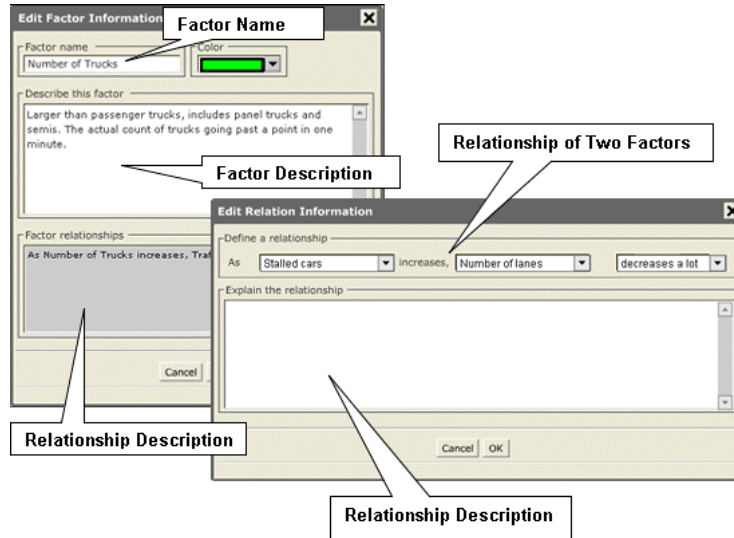 Edit Factor Information
Factor Name
Factor name
Color
Number of Trucks
Describe this factor
Larger than passenger trucks, includes panel trucks and
semis. The actual count of trucks going past a point in one
minute.
Factor Description
Relationship of Two Factors
Edit Relation Information
Factor relationships
As Number of Trucks increases,
Define a relationship
As Stalled cars increases, Number of lanes decreases a lot
Explain the relationship
Cancel
Relationship Description
Cancel OK
Relationship Description